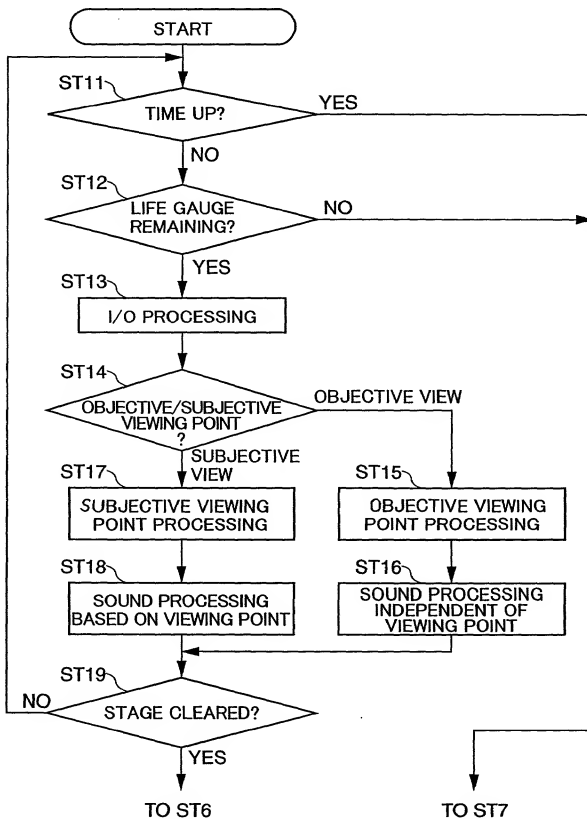 START
ST11
TIME UP?
YES
NO
ST12
LIFE GAUGE
REMAINING?
NO
YES
ST13
I/O PROCESSING
ST14
OBJECTIVE/SUBJECTIVE
VIEWING POINT
?
OBJECTIVE VIEW
SUBJECTIVE
VIEW
ST17
SUBJECTIVE VIEWING
POINT PROCESSING
ST15
OBJECTIVE VIEWING
POINT PROCESSING
ST18
SOUND PROCESSING
BASED ON VIEWING POINT
ST16
SOUND PROCESSING
INDEPENDENT OF
VIEWING POINT
ST19
NO
STAGE CLEARED?
YES
TO ST6
TO ST7